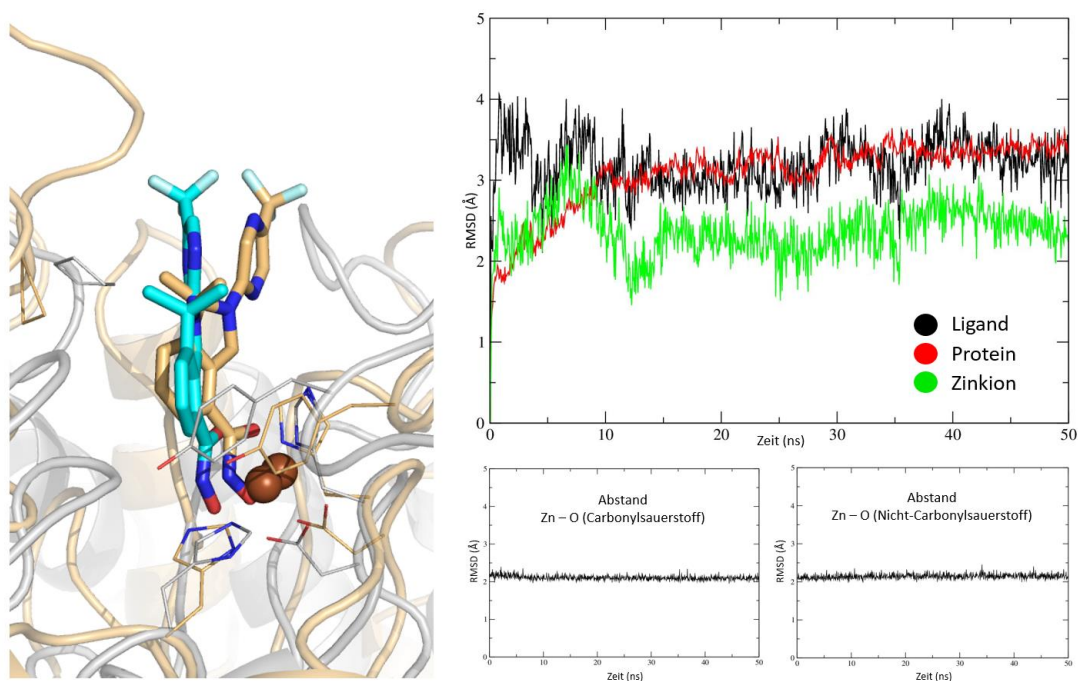 5
4
3
2
1
0
RMSD (Å)
0
10
20
30
40
50
Zeit (ns)
Ligand
Protein
Zinkion
5
4
3
2
1
0
RMSD (Å)
Abstand
Zn – O (Carbonylsauerstoff)
0
10
20
30
40
50
Zeit (ns)
5
4
3
2
1
0
RMSD (Å)
Abstand
Zn – O (Nicht-Carbonylsauerstoff)
0
10
20
30
40
50
Zeit (ns)